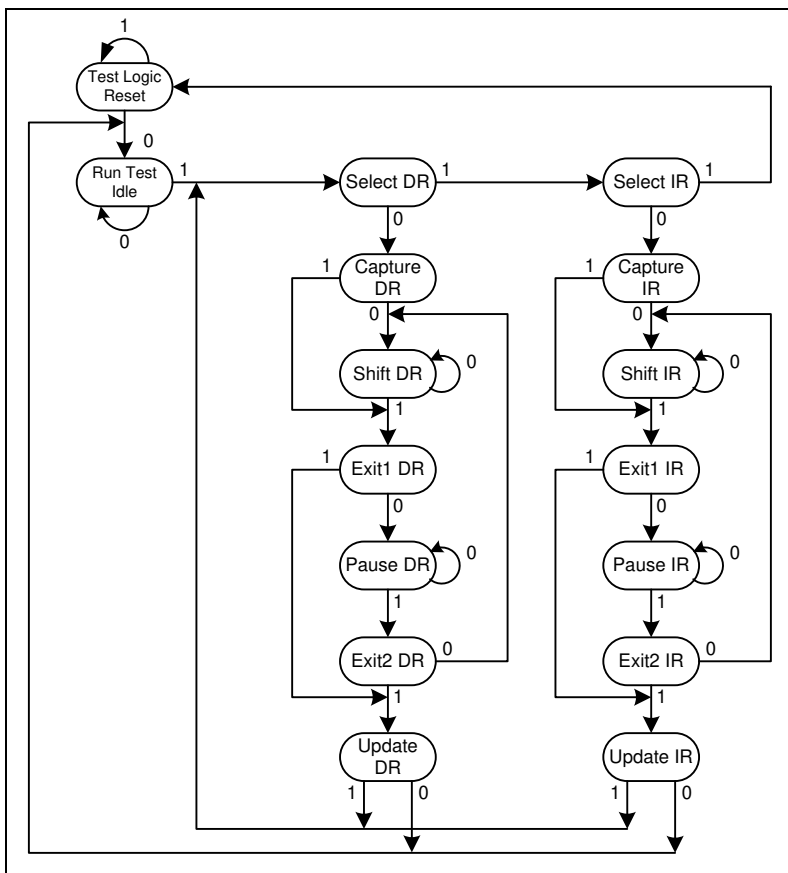 1
Test Logic
Reset
0
Run Test
Idle
1
0
Select DR
1
Select IR
1
0
0
1
Capture
DR
1
Capture
IR
0
0
Shift DR
0
Shift IR
0
1
1
1
Exit1 DR
1
Exit1 IR
0
0
Pause DR
0
Pause IR
0
1
1
Exit2 DR
0
Exit2 IR
0
1
1
Update
DR
Update IR
1
0
1
0